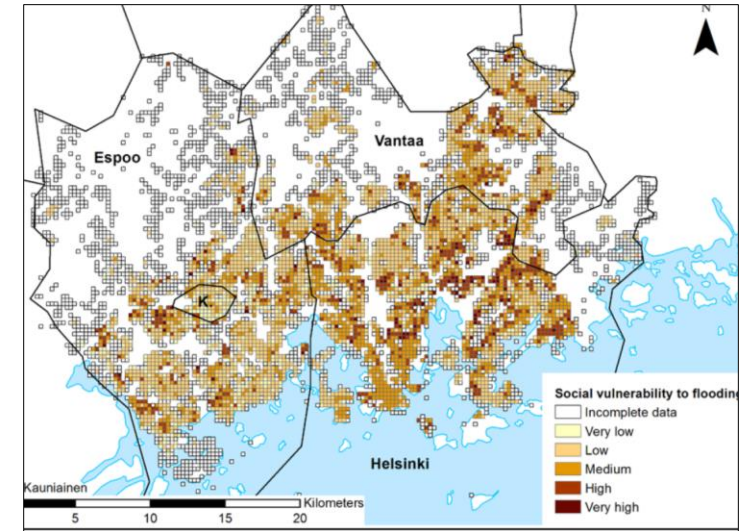 N
Espoo
Vantaa
K.
Helsinki
Social vulnerability to flooding
Incomplete data
Very low
Low
Medium
High
Very high
Kauniainen
Kilometers
5 10 15 20